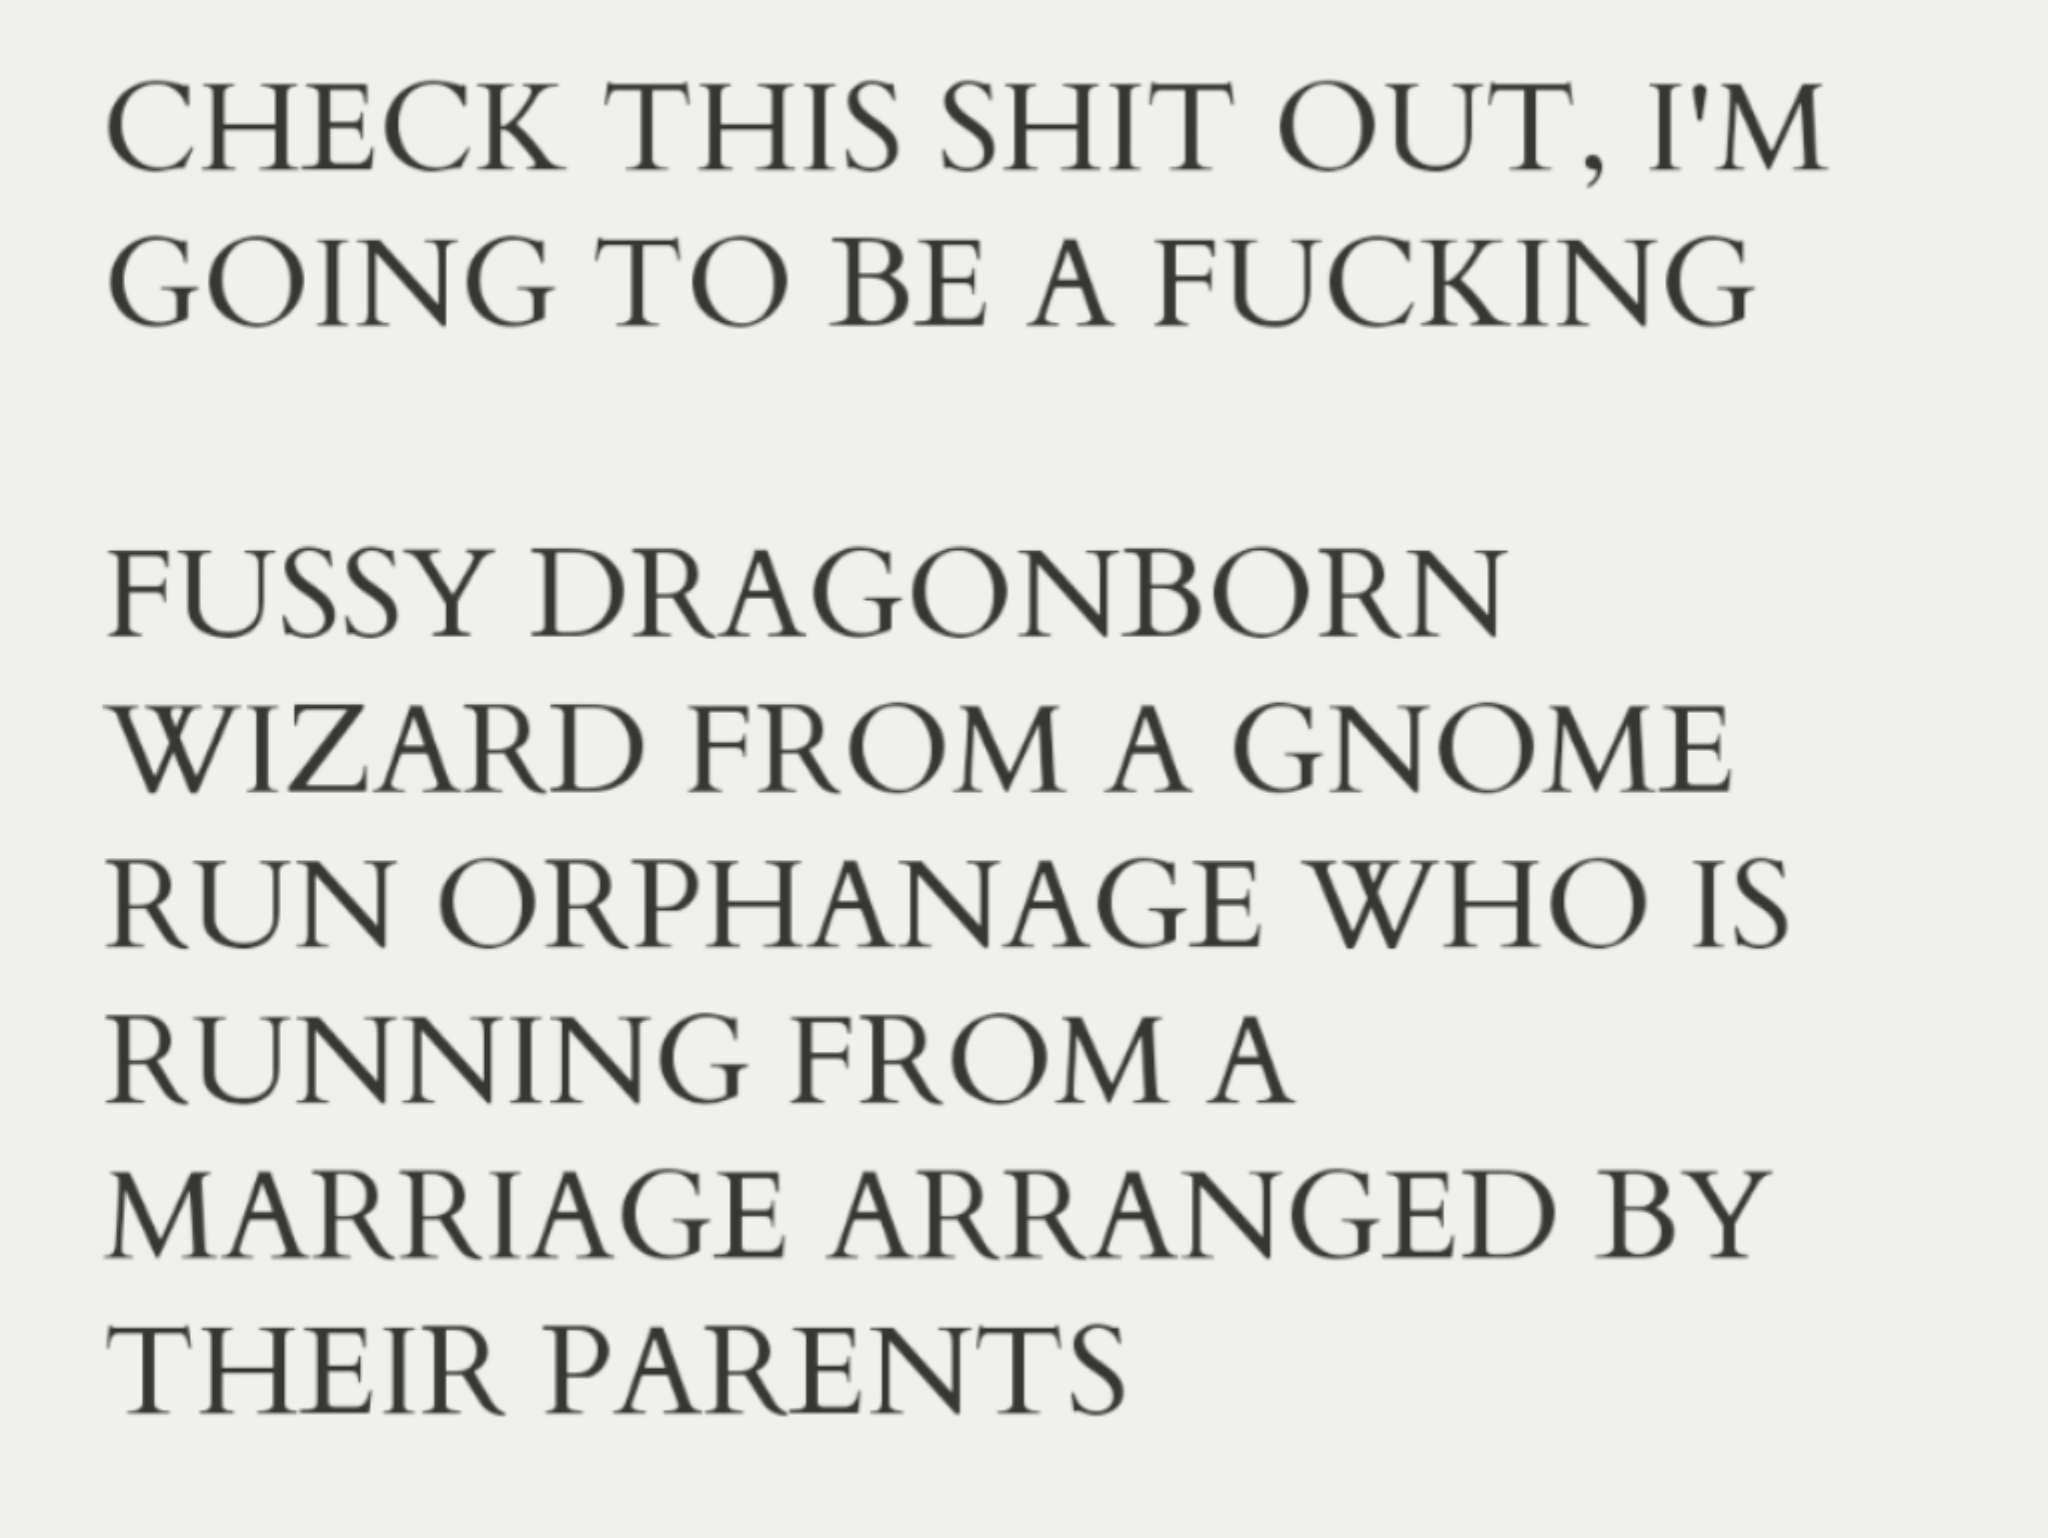 CHECK THIS SHIT OUT, I'M
GOING TO BE A FUCKING
FUSSY DRAGONBORN
WIZARD FROM A GNOME
RUN ORPHANAGE WHO IS
RUNNING FROM A
MARRIAGE ARRANGED BY
THEIR PARENTS